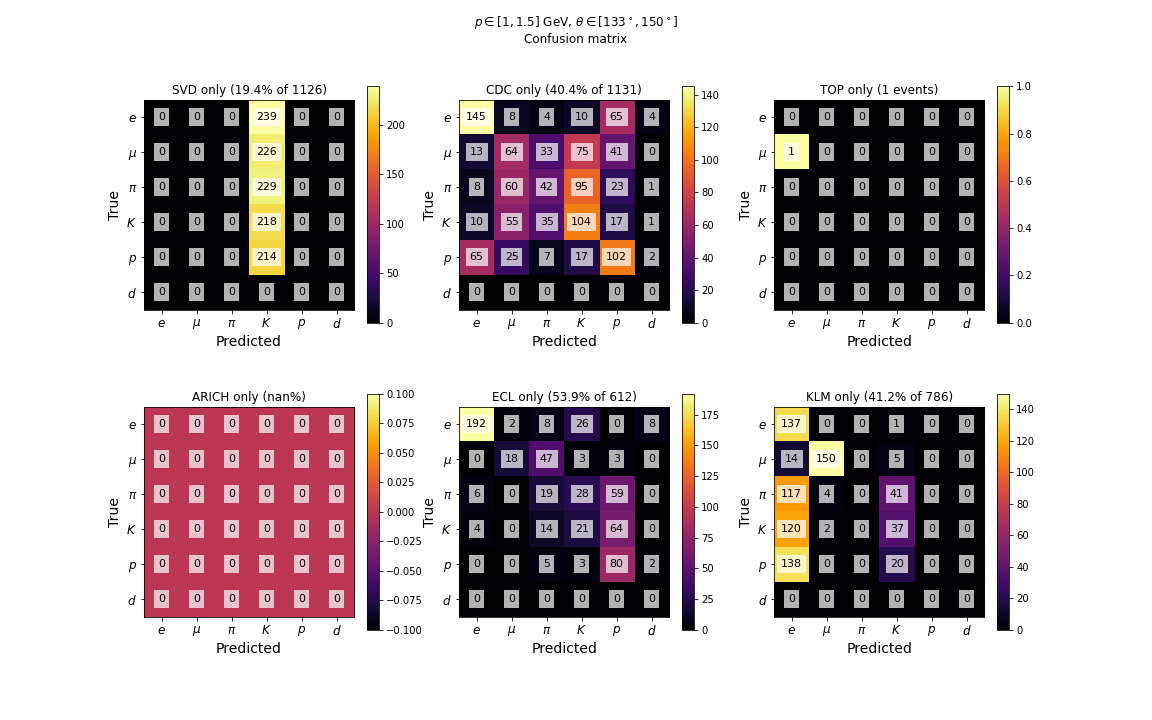 p ∈ [1, 1.5] GeV, θ ∈ [133°, 150°]
Confusion matrix
SVD only (19.4% of 1126)
True
e 0 0 0 239 0 0
μ 0 0 0 226 0 0
π 0 0 0 229 0 0
K 0 0 0 218 0 0
p 0 0 0 214 0 0
d 0 0 0 0 0 0
e μ π K p d
Predicted
200
150
100
50
0
CDC only (40.4% of 1131)
True
e 145 8 4 10 65 4
μ 13 64 33 75 41 0
π 8 60 42 95 23 1
K 10 55 35 104 17 1
p 65 25 7 17 102 2
d 0 0 0 0 0 0
e μ π K p d
Predicted
140
120
100
80
60
40
20
0
TOP only (1 events)
True
e 0 0 0 0 0 0
μ 1 0 0 0 0 0
π 0 0 0 0 0 0
K 0 0 0 0 0 0
p 0 0 0 0 0 0
d 0 0 0 0 0 0
e μ π K p d
Predicted
1.0
0.8
0.6
0.4
0.2
0.0
ARICH only (nan%)
True
e 0 0 0 0 0 0
μ 0 0 0 0 0 0
π 0 0 0 0 0 0
K 0 0 0 0 0 0
p 0 0 0 0 0 0
d 0 0 0 0 0 0
e μ π K p d
Predicted
0.100
0.075
0.050
0.025
0.000
−0.025
−0.050
−0.075
−0.100
ECL only (53.9% of 612)
True
e 192 2 8 26 0 8
μ 0 18 47 3 3 0
π 6 0 19 28 59 0
K 4 0 14 21 64 0
p 0 0 5 3 80 2
d 0 0 0 0 0 0
e μ π K p d
Predicted
175
150
125
100
75
50
25
0
KLM only (41.2% of 786)
True
e 137 0 0 1 0 0
μ 14 150 0 5 0 0
π 117 4 0 41 0 0
K 120 2 0 37 0 0
p 138 0 0 20 0 0
d 0 0 0 0 0 0
e μ π K p d
Predicted
140
120
100
80
60
40
20
0